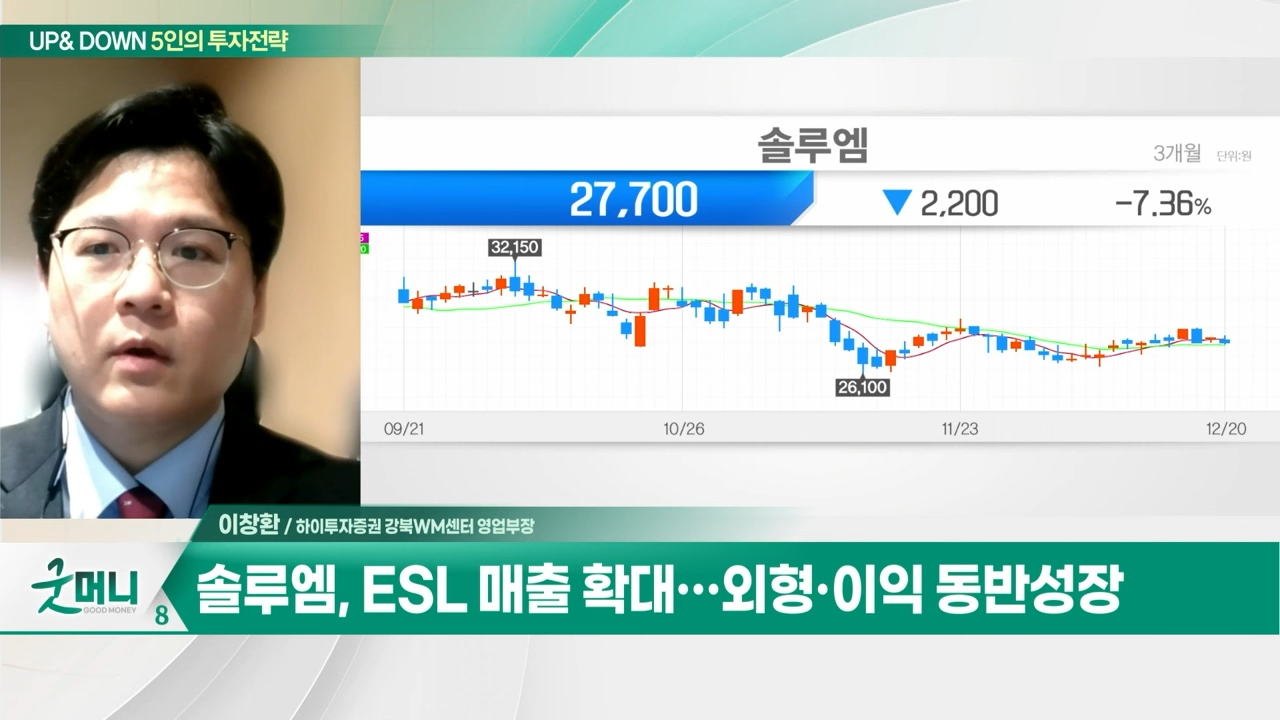 UP& DOWN 5인의 투자전략
솔루엠
3개월 단위:원
27,700 ▼ 2,200 -7.36%
32,150
26,100
09/21 10/26 11/23 12/20
이창환 / 하이투자증권 강북WM센터 영업부장
굿머니
GOOD MONEY
8
솔루엠, ESL 매출 확대…외형·이익 동반성장